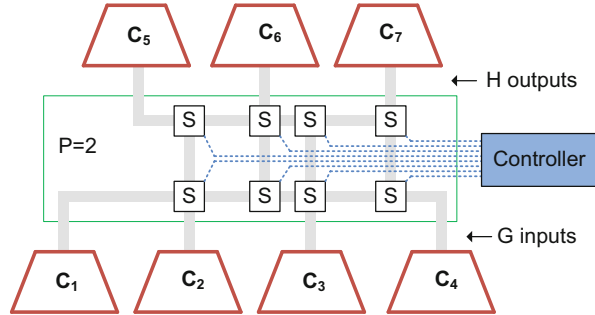 C5 C6 C7
H outputs
S S S S
P=2
Controller
S S S S
G inputs
C1 C2 C3 C4